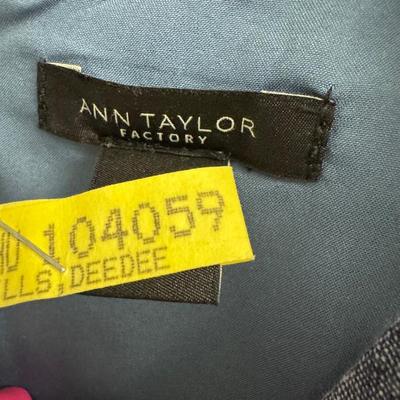 ANN TAYLOR
FACTORY
104059
LLS, DEEDEE